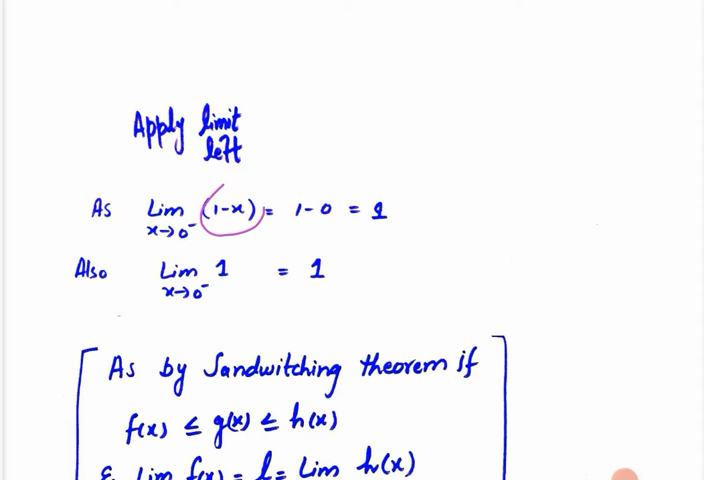 Apply limit
left
As Lim (1-x) = 1-0 = 1
x→0⁻
Also Lim 1 = 1
x→0⁻
As by Sandwitching theorem if
f(x) ≤ g(x) ≤ h(x)
& Lim f(x) = l = Lim h(x)